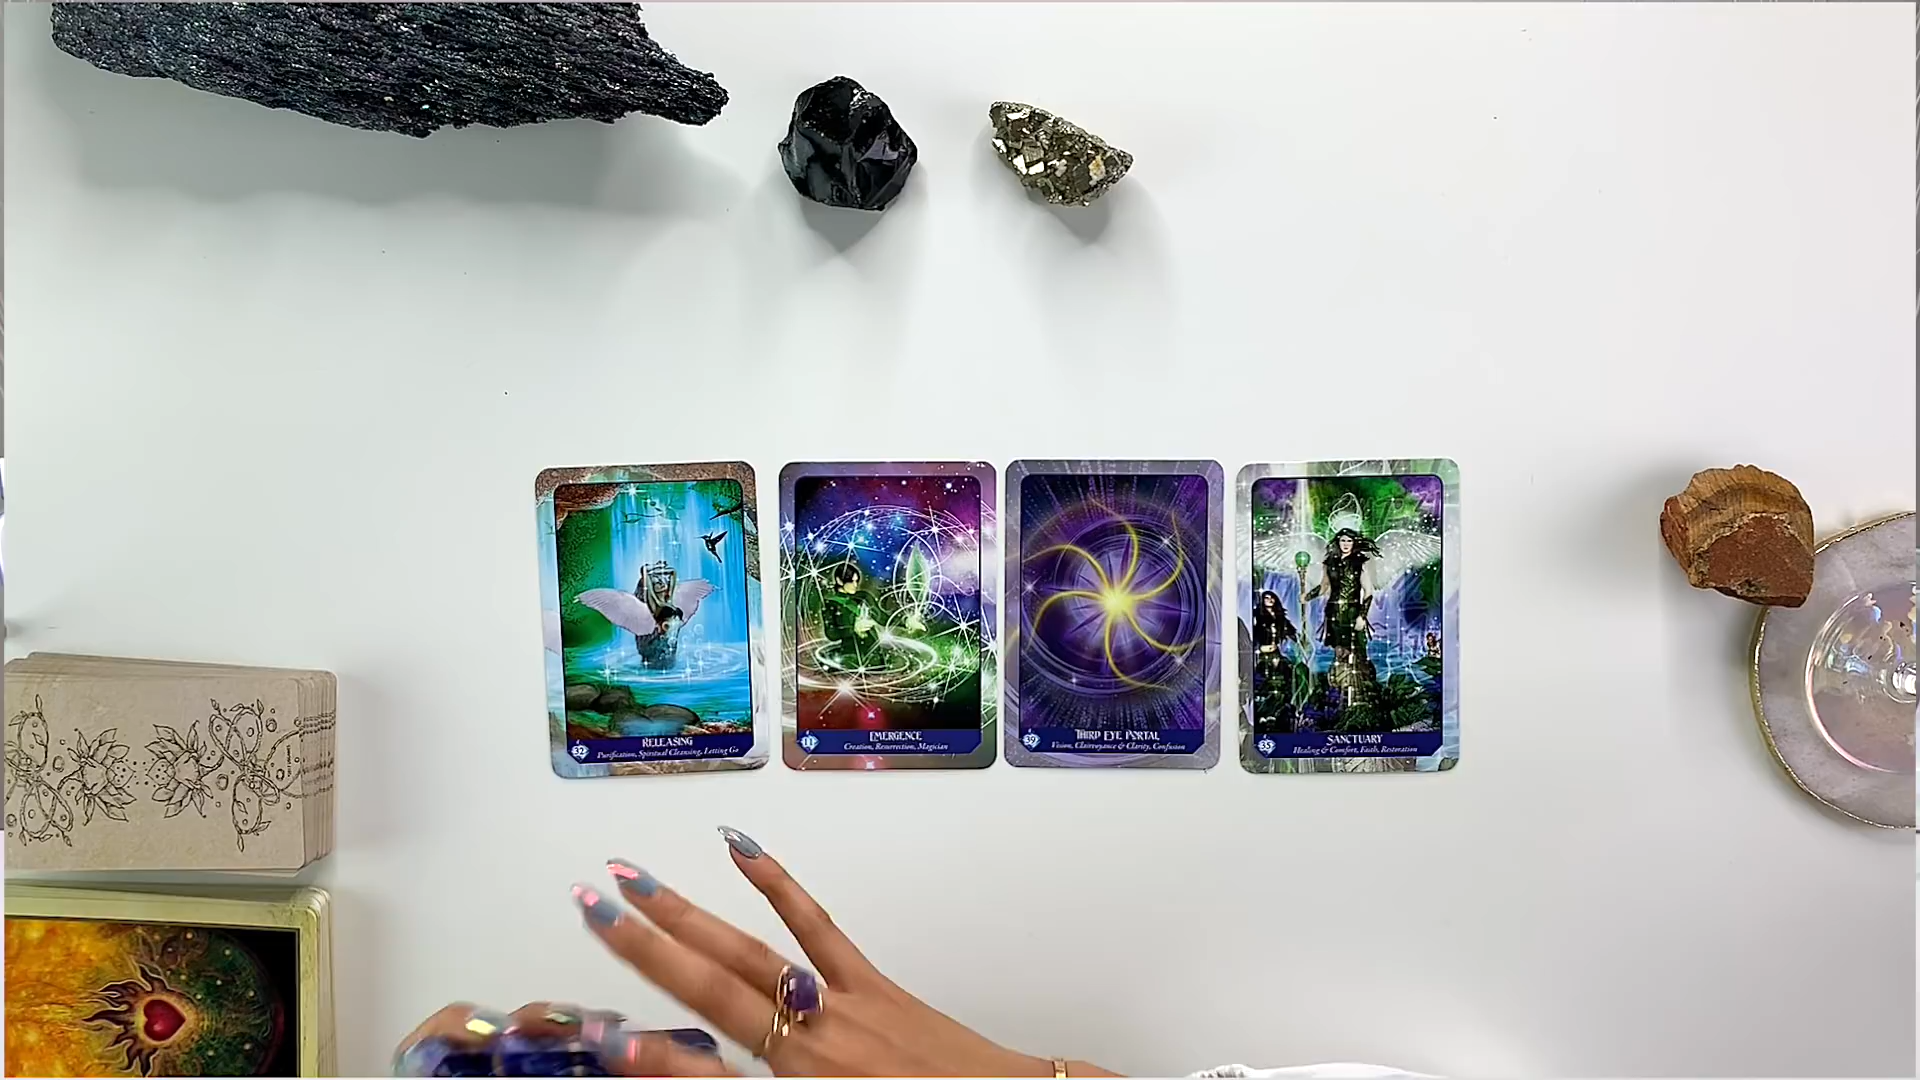 32
RELEASING
Purification, Spiritual Cleansing, Letting Go
11
EMERGENCE
Creation, Resurrection, Magician
39
THIRD EYE PORTAL
Vision, Clairvoyance & Clarity, Confusion
35
SANCTUARY
Healing & Comfort, Faith, Restoration